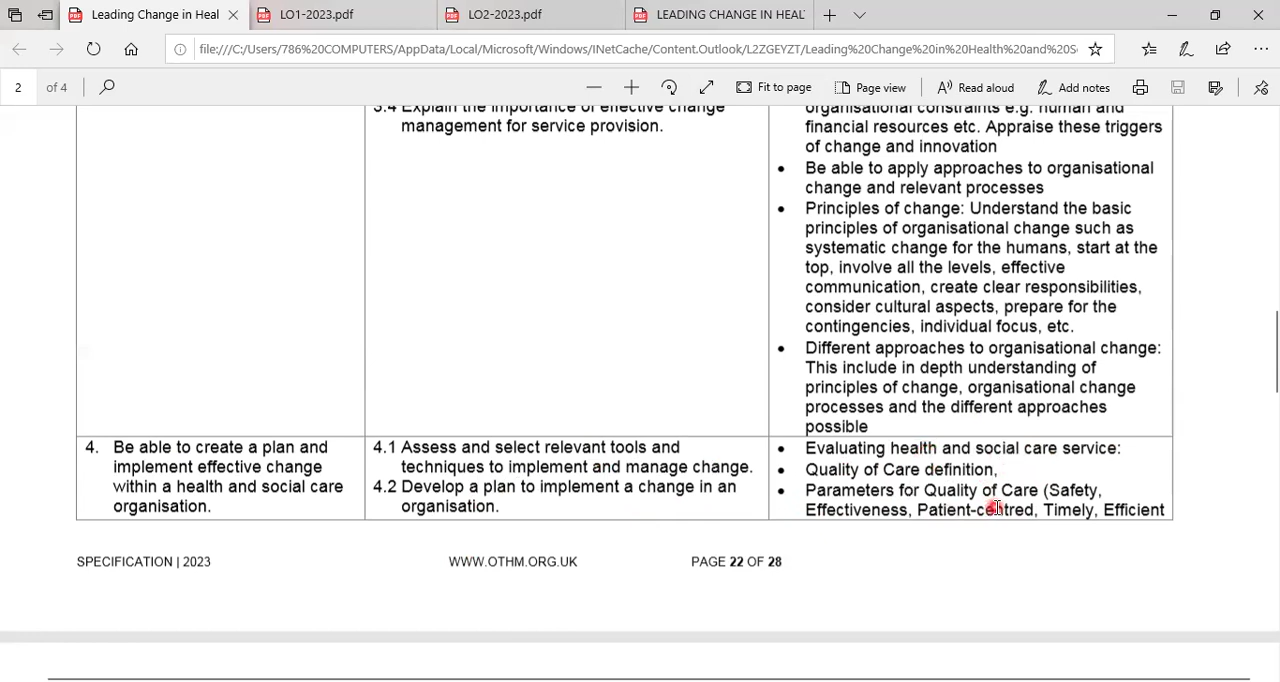 Leading Change in Heal
LO1-2023.pdf
LO2-2023.pdf
LEADING CHANGE IN HEAL
file:///C:/Users/786%20COMPUTERS/AppData/Local/Microsoft/Windows/INetCache/Content.Outlook/L2ZGEYZT/Leading%20Change%20in%20Health%20and%20S
2 of 4
Fit to page
Page view
Read aloud
Add notes
3.4 Explain the importance of effective change
management for service provision.
organisational constraints e.g. human and
financial resources etc. Appraise these triggers
of change and innovation
• Be able to apply approaches to organisational
change and relevant processes
• Principles of change: Understand the basic
principles of organisational change such as
systematic change for the humans, start at the
top, involve all the levels, effective
communication, create clear responsibilities,
consider cultural aspects, prepare for the
contingencies, individual focus, etc.
• Different approaches to organisational change:
This include in depth understanding of
principles of change, organisational change
processes and the different approaches
possible
4. Be able to create a plan and
implement effective change
within a health and social care
organisation.
4.1 Assess and select relevant tools and
techniques to implement and manage change.
4.2 Develop a plan to implement a change in an
organisation.
• Evaluating health and social care service:
• Quality of Care definition,
• Parameters for Quality of Care (Safety,
Effectiveness, Patient-centred, Timely, Efficient
SPECIFICATION | 2023
WWW.OTHM.ORG.UK
PAGE 22 OF 28